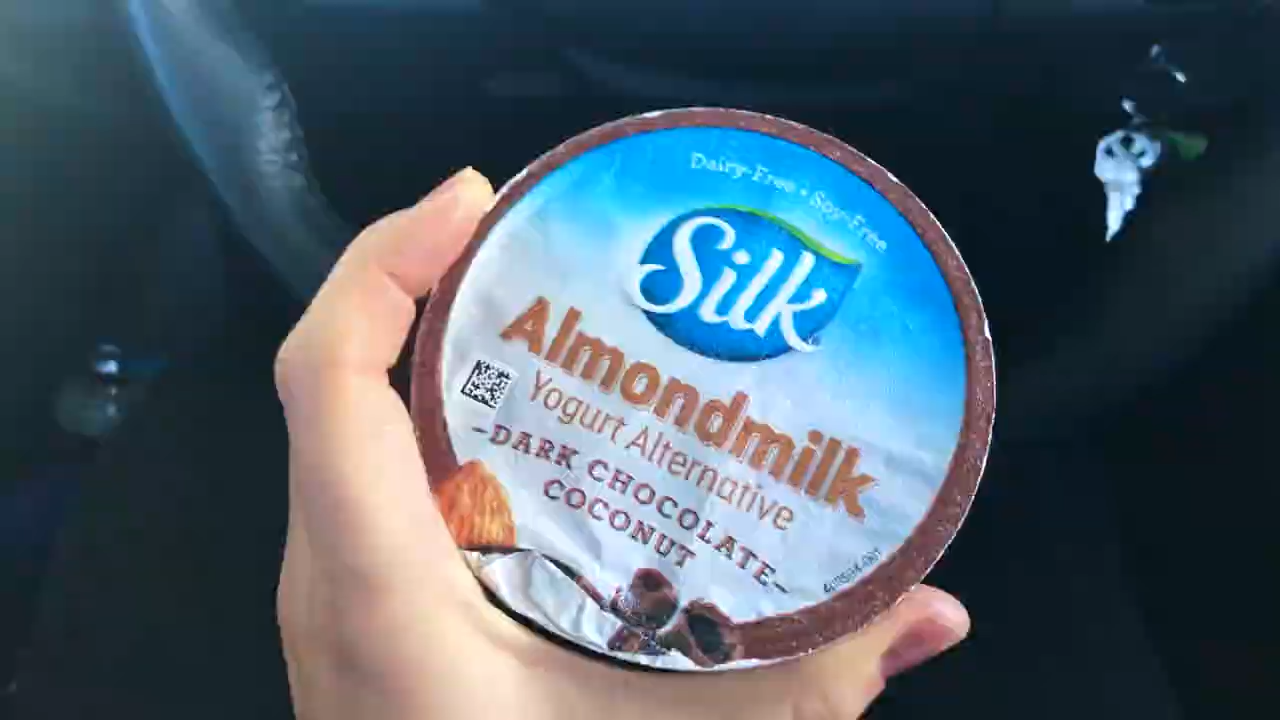 Dairy-Free • Soy-Free
Silk
Almondmilk
Yogurt Alternative
-DARK CHOCOLATE-
COCONUT